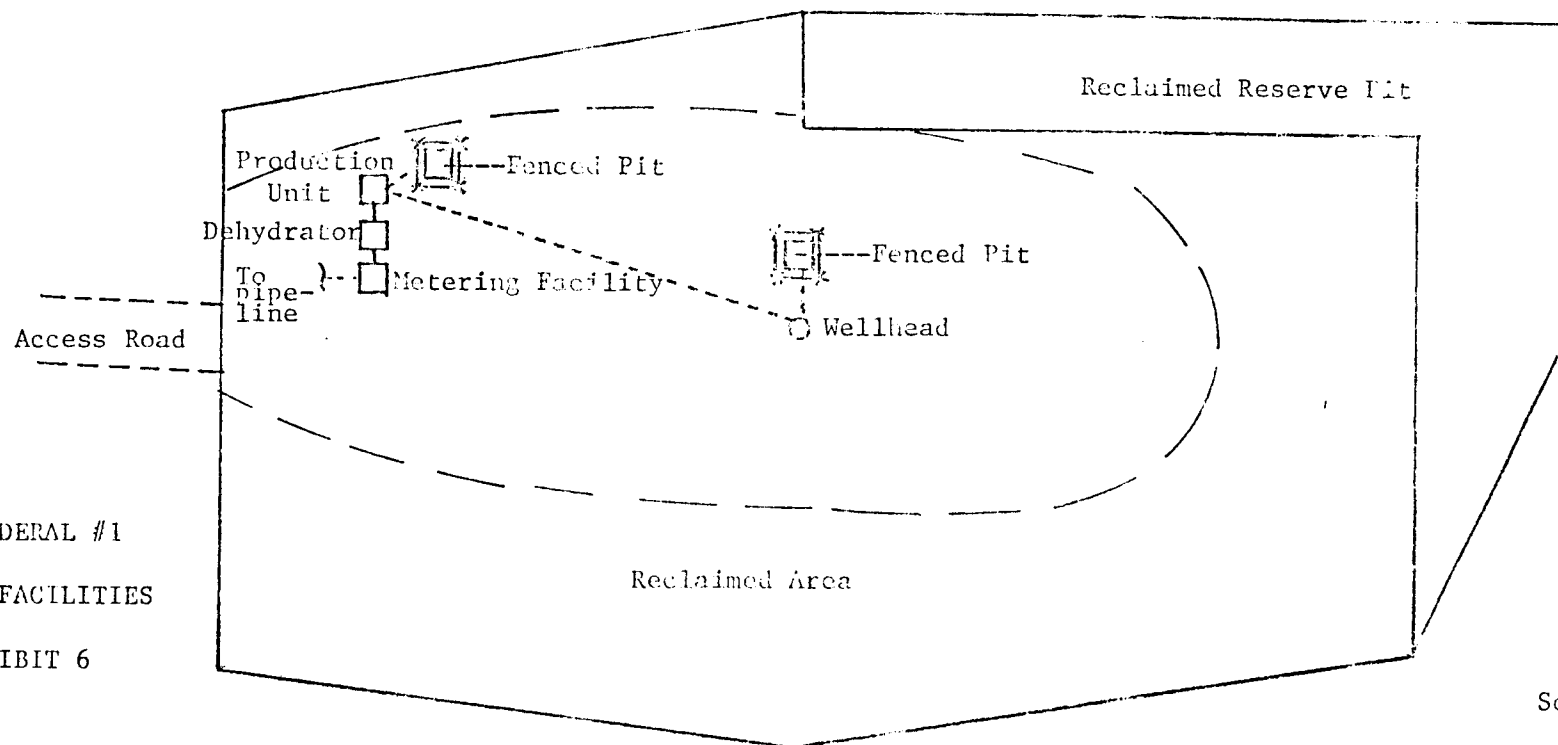 Reclaimed Reserve Pit
Production
Unit
Fenced Pit
Dehydrator
To
pipe-
line
Metering Facility
Fenced Pit
Wellhead
Access Road
DERAL #1
FACILITIES
IBIT 6
Reclaimed Area